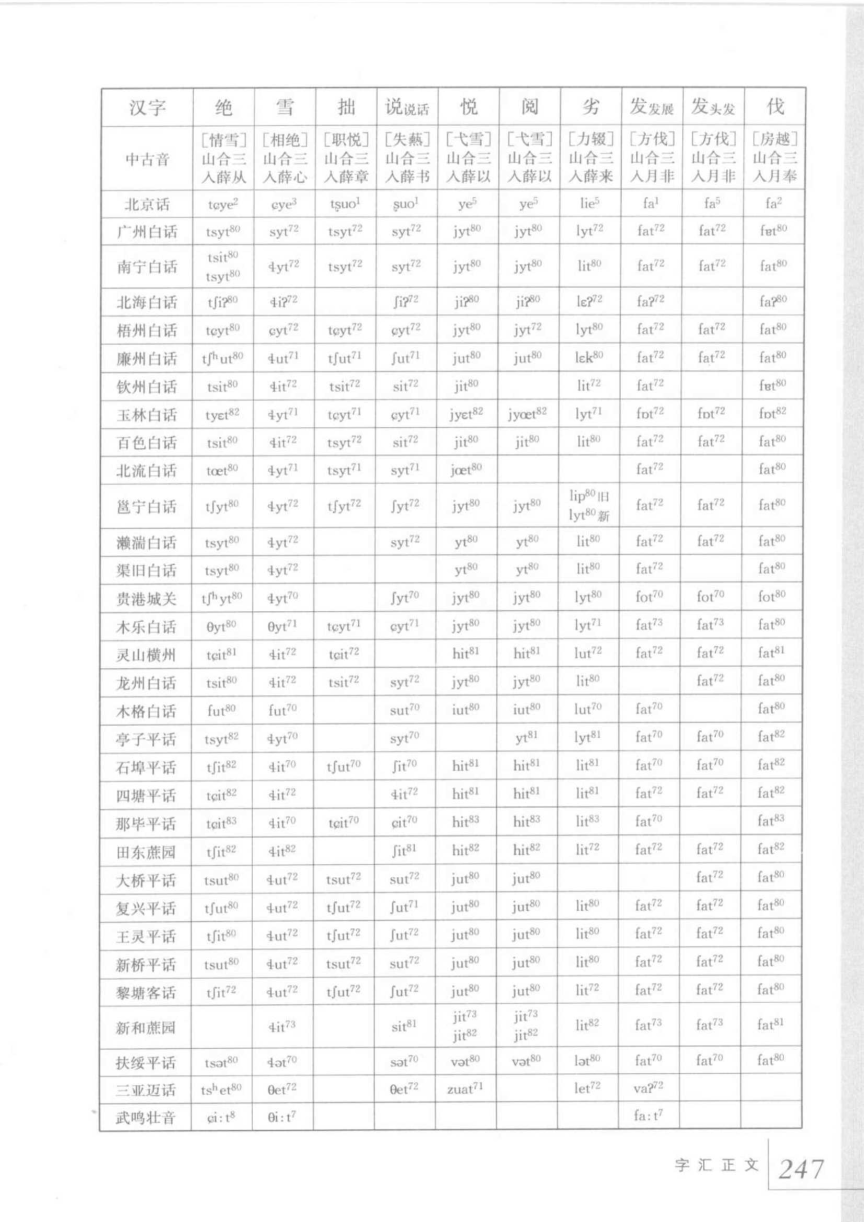 汉字 绝 雪 拙 说说话 悦 阅 劣 发发展 发头发 伐
中古音 [情雪]山合三入薛从 [相绝]山合三入薛心 [职悦]山合三入薛章 [失爇]山合三入薛书 [弋雪]山合三入薛以 [弋雪]山合三入薛以 [力辍]山合三入薛来 [方伐]山合三入月非 [方伐]山合三入月非 [房越]山合三入月奉
北京话 tɕye² ɕye³ tʂuo¹ ʂuo¹ ye⁵ ye⁵ lie⁵ fa¹ fa⁵ fa²
广州白话 tsyt⁸⁰ syt⁷² tsyt⁷² syt⁷² jyt⁸⁰ jyt⁸⁰ lyt⁷² fat⁷² fat⁷² fɐt⁸⁰
南宁白话 tsit⁸⁰ tsyt⁸⁰ ɬyt⁷² tsyt⁷² syt⁷² jyt⁸⁰ jyt⁸⁰ lit⁸⁰ fat⁷² fat⁷² fat⁸⁰
北海白话 tʃiʔ⁸⁰ ɬiʔ⁷² ʃiʔ⁷² jiʔ⁸⁰ jiʔ⁸⁰ lɛʔ⁷² faʔ⁷² faʔ⁸⁰
梧州白话 tɕyt⁸⁰ ɕyt⁷² tɕyt⁷² ɕyt⁷² jyt⁸⁰ jyt⁷² lyt⁸⁰ fat⁷² fat⁷² fat⁸⁰
廉州白话 tʃʰut⁸⁰ ɬut⁷¹ tʃut⁷¹ ʃut⁷¹ jut⁸⁰ jut⁸⁰ lɛk⁸⁰ fat⁷² fat⁷² fat⁸⁰
钦州白话 tsit⁸⁰ ɬit⁷² tsit⁷² sit⁷² jit⁸⁰ lit⁷² fat⁷² fɐt⁸⁰
玉林白话 tyɛt⁸² ɬyt⁷¹ tɕyt⁷¹ ɕyt⁷¹ jyɛt⁸² jyœt⁸² lyt⁷¹ fɒt⁷² fɒt⁷² fɒt⁸²
百色白话 tsit⁸⁰ ɬit⁷² tsyt⁷² sit⁷² jit⁸⁰ jit⁸⁰ lit⁸⁰ fat⁷² fat⁷² fat⁸⁰
北流白话 tœt⁸⁰ ɬyt⁷¹ tsyt⁷¹ syt⁷¹ jœt⁸⁰ fat⁷² fat⁸⁰
邕宁白话 tʃyt⁸⁰ ɬyt⁷² tʃyt⁷² ʃyt⁷² jyt⁸⁰ jyt⁸⁰ lip⁸⁰旧 lyt⁸⁰新 fat⁷² fat⁷² fat⁸⁰
濑湍白话 tsyt⁸⁰ ɬyt⁷² syt⁷² yt⁸⁰ yt⁸⁰ lit⁸⁰ fat⁷² fat⁷² fat⁸⁰
渠旧白话 tsyt⁸⁰ ɬyt⁷² yt⁸⁰ yt⁸⁰ lit⁸⁰ fat⁷² fat⁸⁰
贵港城关 tʃʰyt⁸⁰ ɬyt⁷⁰ ʃyt⁷⁰ jyt⁸⁰ jyt⁸⁰ lyt⁸⁰ fot⁷⁰ fot⁷⁰ fot⁸⁰
木乐白话 θyt⁸⁰ θyt⁷¹ tɕyt⁷¹ ɕyt⁷¹ jyt⁸⁰ jyt⁸⁰ lyt⁷¹ fat⁷³ fat⁷³ fat⁸⁰
灵山横州 tɕit⁸¹ ɬit⁷² tɕit⁷² hit⁸¹ hit⁸¹ lut⁷² fat⁷² fat⁷² fat⁸¹
龙州白话 tsit⁸⁰ ɬit⁷² tsit⁷² syt⁷² jyt⁸⁰ jyt⁸⁰ lit⁸⁰ fat⁷² fat⁸⁰
木格白话 fut⁸⁰ fut⁷⁰ sut⁷⁰ iut⁸⁰ iut⁸⁰ lut⁷⁰ fat⁷⁰ fat⁸⁰
亭子平话 tsyt⁸² ɬyt⁷⁰ syt⁷⁰ yt⁸¹ lyt⁸¹ fat⁷⁰ fat⁷⁰ fat⁸²
石埠平话 tʃit⁸² ɬit⁷⁰ tʃut⁷⁰ ʃit⁷⁰ hit⁸¹ hit⁸¹ lit⁸¹ fat⁷⁰ fat⁷⁰ fat⁸²
四塘平话 tɕit⁸² ɬit⁷² ɬit⁷² hit⁸¹ hit⁸¹ lit⁸¹ fat⁷² fat⁷² fat⁸²
那毕平话 tɕit⁸³ ɬit⁷⁰ tɕit⁷⁰ ɕit⁷⁰ hit⁸³ hit⁸³ lit⁸³ fat⁷⁰ fat⁸³
田东蔗园 tʃit⁸² ɬit⁸² ʃit⁸¹ hit⁸² hit⁸² lit⁷² fat⁷² fat⁷² fat⁸²
大桥平话 tsut⁸⁰ ɬut⁷² tsut⁷² sut⁷² jut⁸⁰ jut⁸⁰ fat⁷² fat⁸⁰
复兴平话 tʃut⁸⁰ ɬut⁷² tʃut⁷² ʃut⁷¹ jut⁸⁰ jut⁸⁰ lit⁸⁰ fat⁷² fat⁷² fat⁸⁰
王灵平话 tʃit⁸⁰ ɬut⁷² tʃut⁷² ʃut⁷² jut⁸⁰ jut⁸⁰ lit⁸⁰ fat⁷² fat⁷² fat⁸⁰
新桥平话 tsut⁸⁰ ɬut⁷² tsut⁷² sut⁷² jut⁸⁰ jut⁸⁰ lit⁸⁰ fat⁷² fat⁷² fat⁸⁰
黎塘客话 tʃit⁷² ɬut⁷² tʃut⁷² ʃut⁷² jut⁸⁰ jut⁸⁰ lit⁷² fat⁷² fat⁷² fat⁸⁰
新和蔗园 ɬit⁷³ sit⁸¹ jit⁷³ jit⁸² jit⁷³ jit⁸² lit⁸² fat⁷³ fat⁷³ fat⁸¹
扶绥平话 tsət⁸⁰ ɬət⁷⁰ sət⁷⁰ vət⁸⁰ vət⁸⁰ lət⁸⁰ fat⁷⁰ fat⁷⁰ fat⁸⁰
三亚迈话 tsʰet⁸⁰ θet⁷² θet⁷² zuat⁷¹ let⁷² vaʔ⁷²
武鸣壮音 ɕi:t⁸ θi:t⁷ fa:t⁷
字汇正文 247